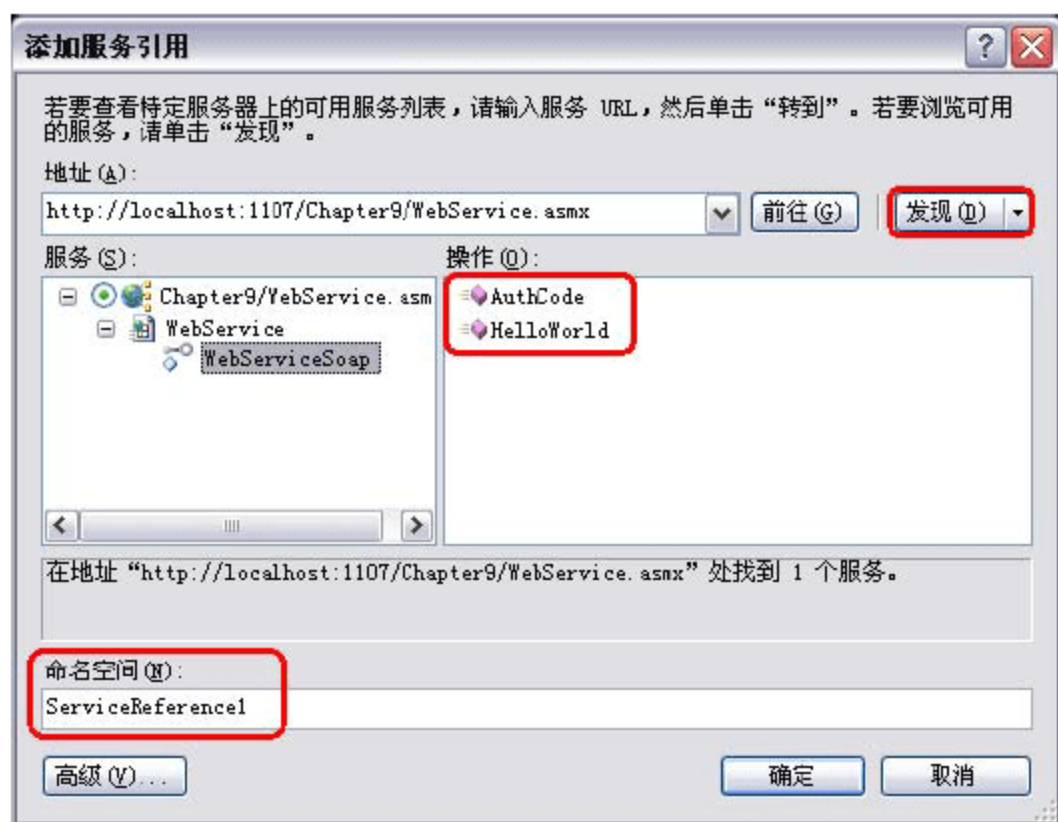 添加服务引用
若要查看特定服务器上的可用服务列表，请输入服务 URL，然后单击“转到”。若要浏览可用
的服务，请单击“发现”。
地址(A):
http://localhost:1107/Chapter9/WebService.asmx
前往(G)
发现(D)
服务(S):
操作(O):
Chapter9/WebService.asm
AuthCode
WebService
HelloWorld
WebServiceSoap
在地址“http://localhost:1107/Chapter9/WebService.asmx”处找到 1 个服务。
命名空间(N):
ServiceReference1
高级(V)...
确定
取消